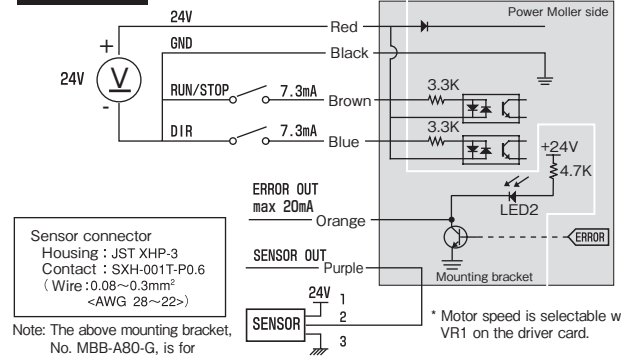 24V
Power Moller side
Red
GND
Black
24V
+
V
-
RUN/STOP
7.3mA
Brown
3.3K
DIR
7.3mA
Blue
3.3K
+24V
4.7K
LED2
ERROR OUT
max 20mA
Orange
ERROR
SENSOR OUT
Purple
Mounting bracket
Sensor connector
Housing : JST XHP-3
Contact : SXH-001T-P0.6
( Wire :0.08～0.3mm²
<AWG 28～22>)
24V
1
SENSOR
2
3
Note: The above mounting bracket,
No. MBB-A80-G, is for
* Motor speed is selectable w
VR1 on the driver card.